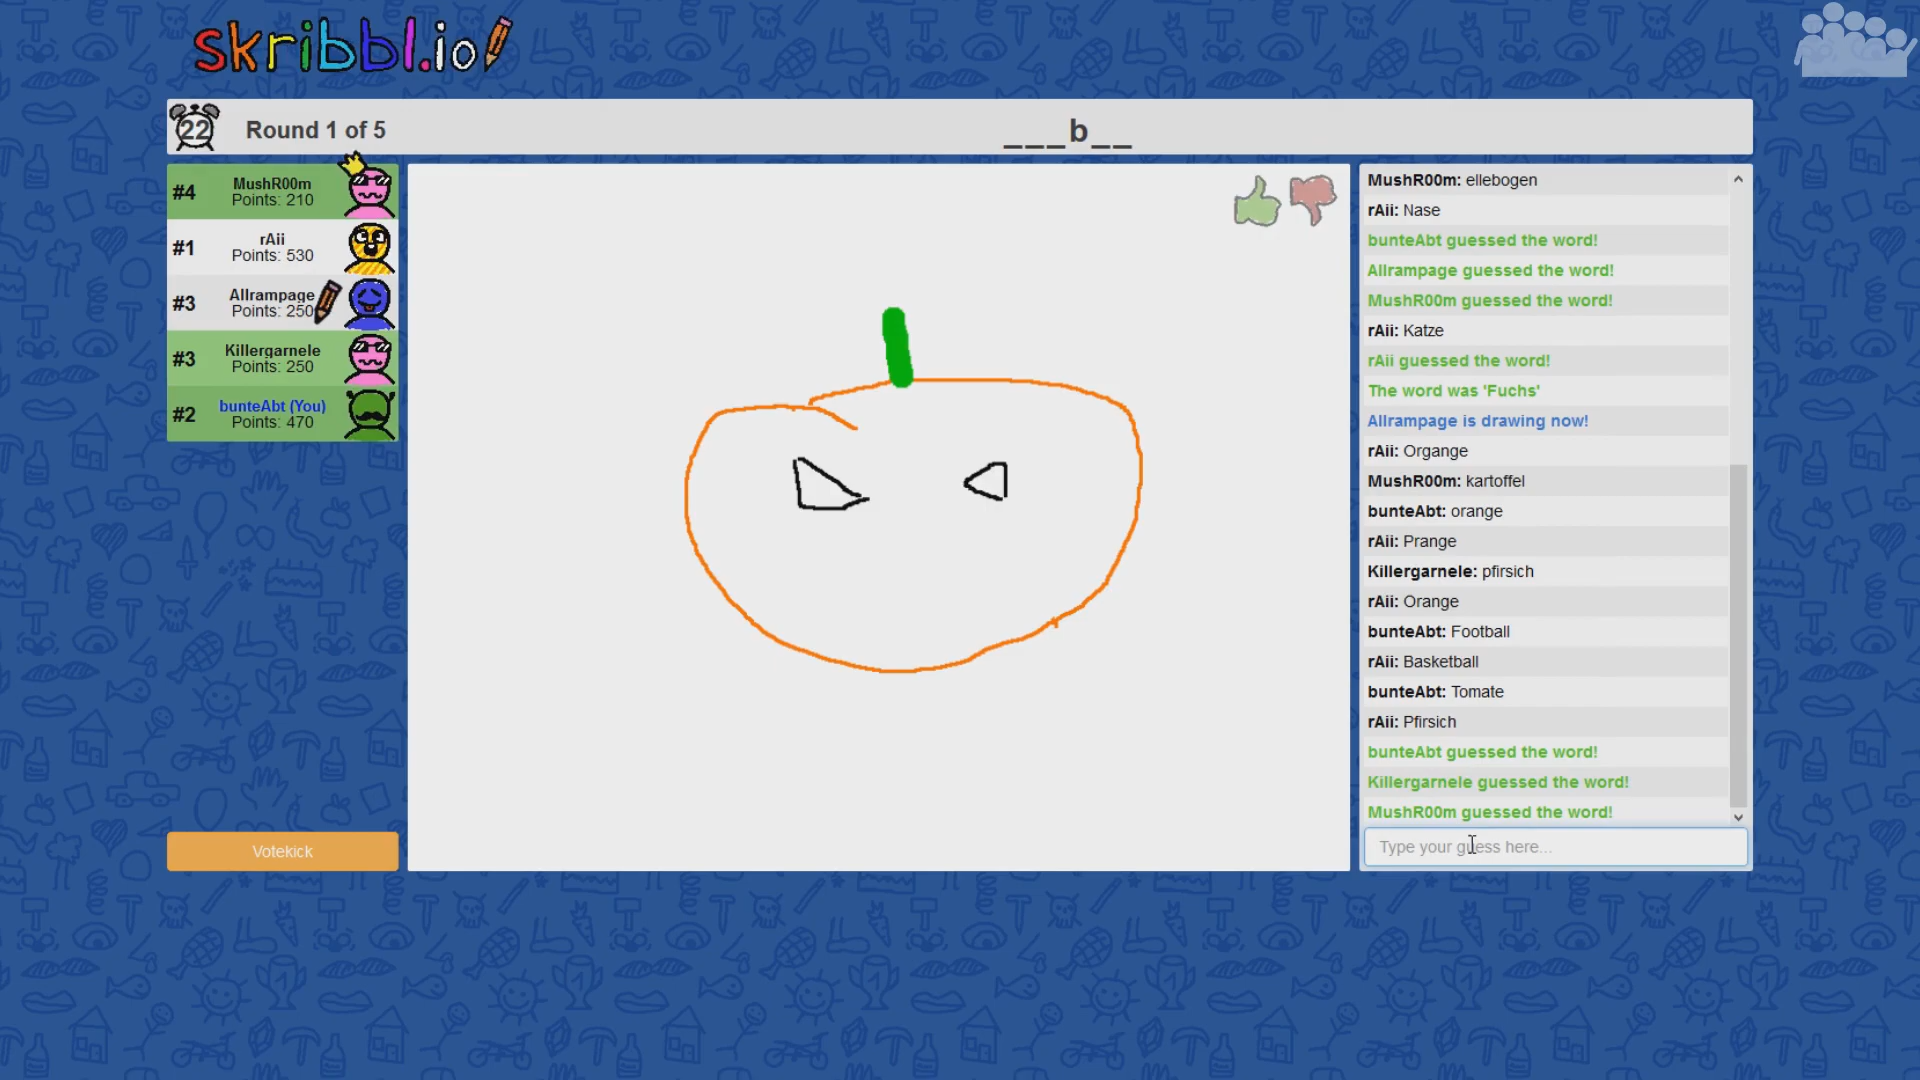 skribbl.io
22
Round 1 of 5
___b__
#4
MushR00m
Points: 210
#1
rAii
Points: 530
#3
Allrampage
Points: 250
#3
Killergarnele
Points: 250
#2
bunteAbt (You)
Points: 470
Votekick
MushR00m: ellebogen
rAii: Nase
bunteAbt guessed the word!
Allrampage guessed the word!
MushR00m guessed the word!
rAii: Katze
rAii guessed the word!
The word was 'Fuchs'
Allrampage is drawing now!
rAii: Organge
MushR00m: kartoffel
bunteAbt: orange
rAii: Prange
Killergarnele: pfirsich
rAii: Orange
bunteAbt: Football
rAii: Basketball
bunteAbt: Tomate
rAii: Pfirsich
bunteAbt guessed the word!
Killergarnele guessed the word!
MushR00m guessed the word!
Type your guess here...